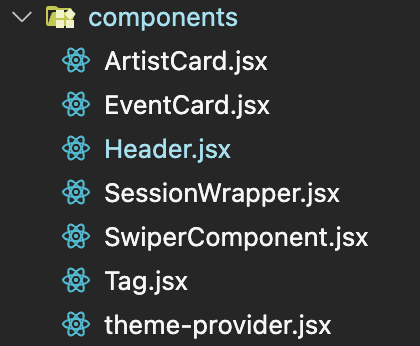 components
ArtistCard.jsx
EventCard.jsx
Header.jsx
SessionWrapper.jsx
SwiperComponent.jsx
Tag.jsx
theme-provider.jsx